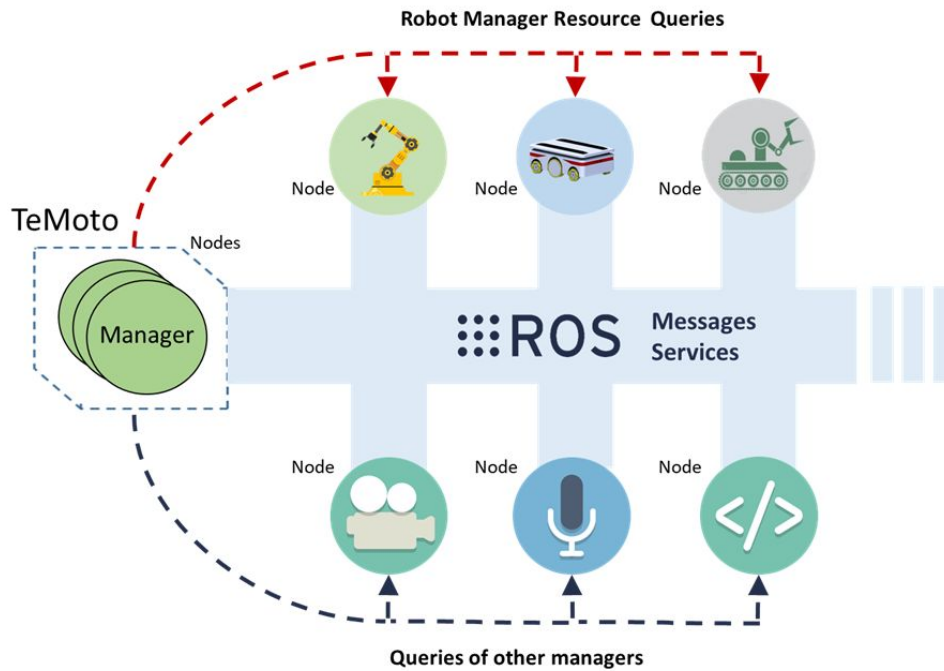 Robot Manager Resource Queries
Node
Node
Node
TeMoto
Nodes
Manager
ROS
Messages
Services
Node
Node
Node
</>
Queries of other managers